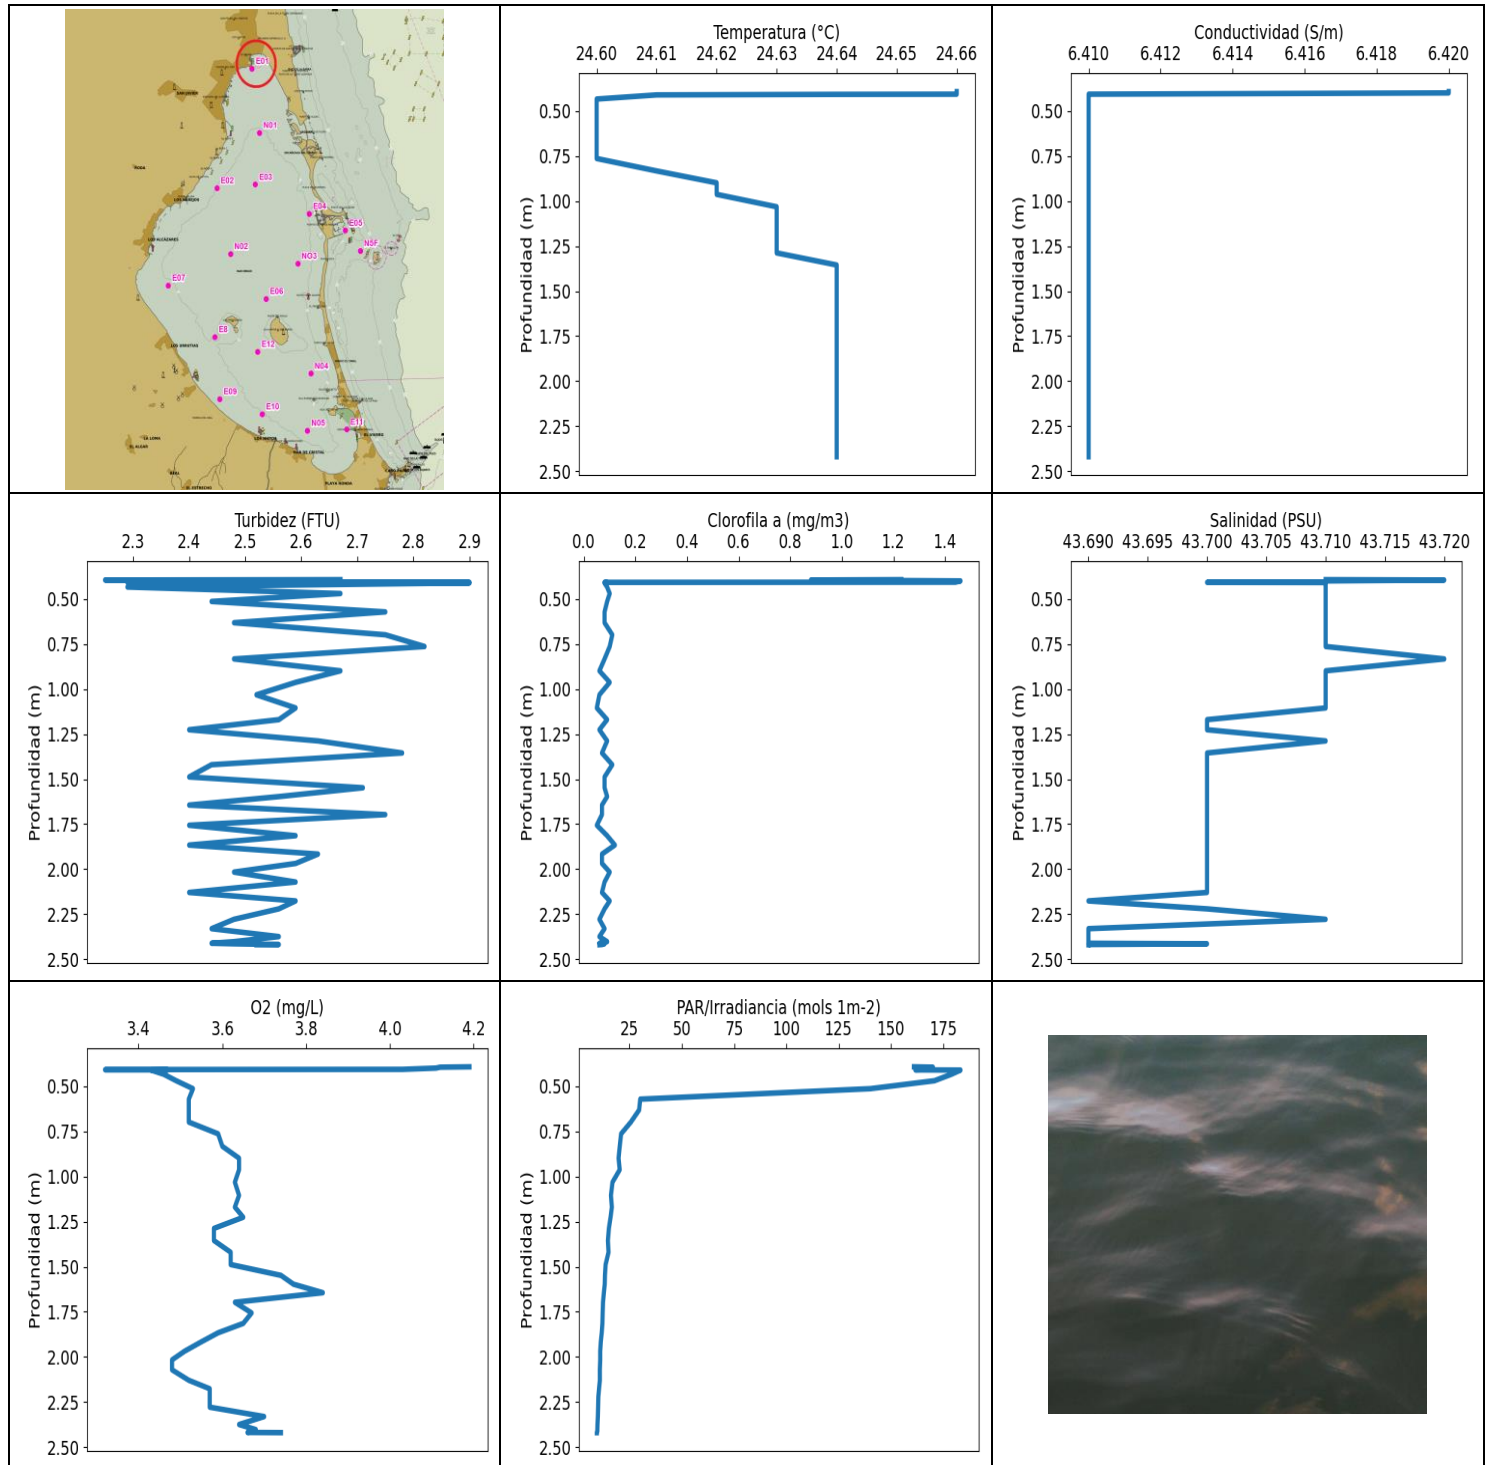 E01
N01
E02
E03
E04
E05
N5F
N02
NO3
E07
E06
E8
E12
N04
E09
E10
N05
E11
Temperatura (°C)
24.60 24.61 24.62 24.63 24.64 24.65 24.66
Profundidad (m)
0.50
0.75
1.00
1.25
1.50
1.75
2.00
2.25
2.50
Conductividad (S/m)
6.410 6.412 6.414 6.416 6.418 6.420
Profundidad (m)
0.50
0.75
1.00
1.25
1.50
1.75
2.00
2.25
2.50
Turbidez (FTU)
2.3 2.4 2.5 2.6 2.7 2.8 2.9
Profundidad (m)
0.50
0.75
1.00
1.25
1.50
1.75
2.00
2.25
2.50
Clorofila a (mg/m3)
0.0 0.2 0.4 0.6 0.8 1.0 1.2 1.4
Profundidad (m)
0.50
0.75
1.00
1.25
1.50
1.75
2.00
2.25
2.50
Salinidad (PSU)
43.690 43.695 43.700 43.705 43.710 43.715 43.720
Profundidad (m)
0.50
0.75
1.00
1.25
1.50
1.75
2.00
2.25
2.50
O2 (mg/L)
3.4 3.6 3.8 4.0 4.2
Profundidad (m)
0.50
0.75
1.00
1.25
1.50
1.75
2.00
2.25
2.50
PAR/Irradiancia (mols 1m-2)
25 50 75 100 125 150 175
Profundidad (m)
0.50
0.75
1.00
1.25
1.50
1.75
2.00
2.25
2.50